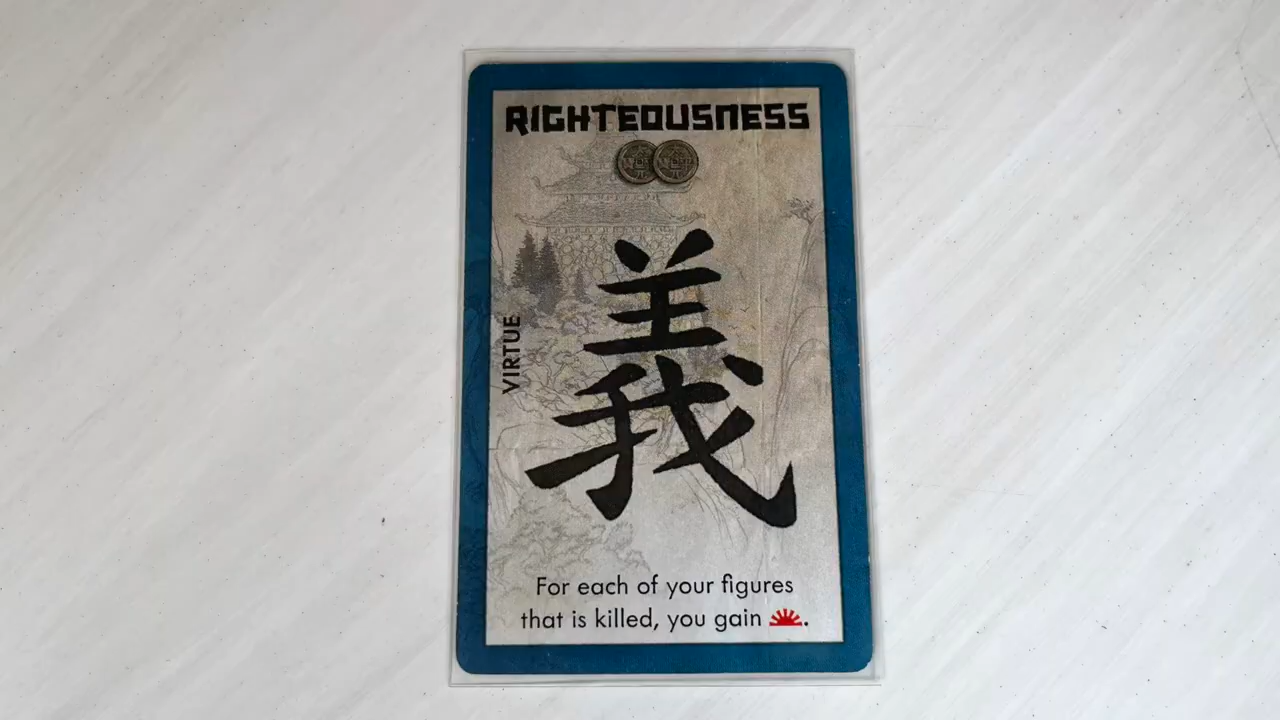 RIGHTEOUSNESS
義
VIRTUE
For each of your figures
that is killed, you gain .